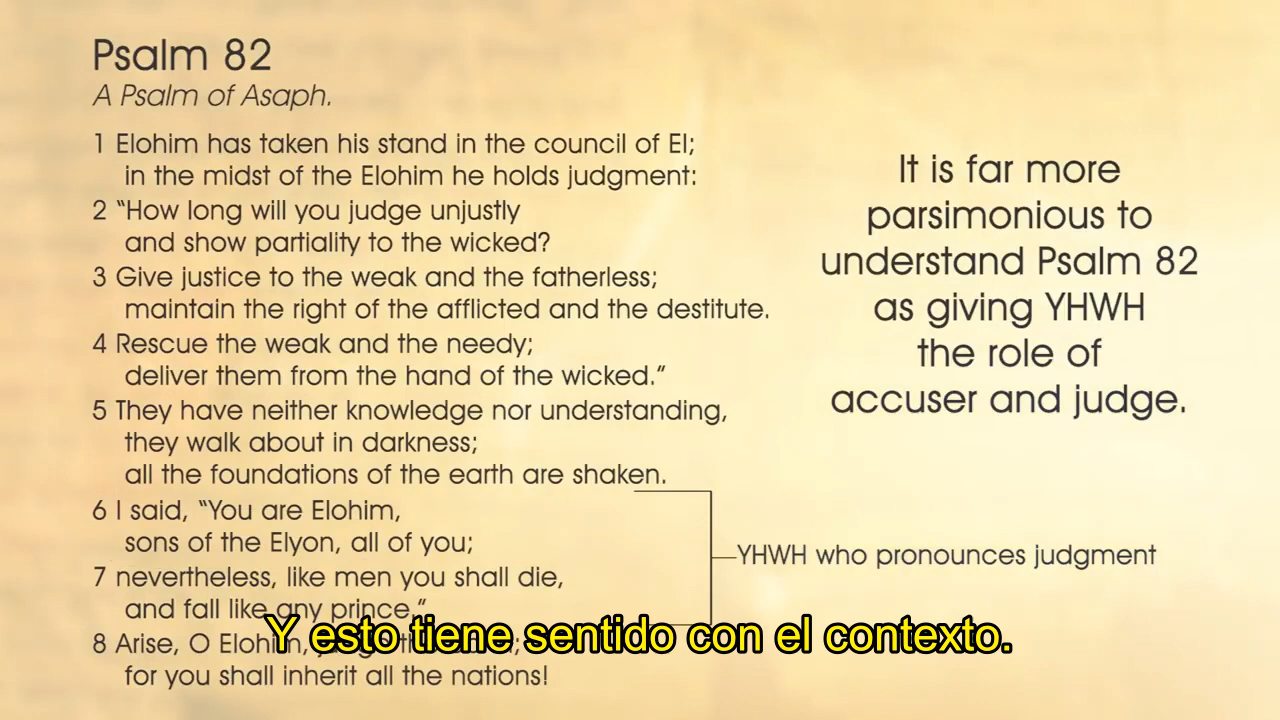 Psalm 82
A Psalm of Asaph.
1 Elohim has taken his stand in the council of El;
in the midst of the Elohim he holds judgment:
2 “How long will you judge unjustly
and show partiality to the wicked?
3 Give justice to the weak and the fatherless;
maintain the right of the afflicted and the destitute.
4 Rescue the weak and the needy;
deliver them from the hand of the wicked.”
5 They have neither knowledge nor understanding,
they walk about in darkness;
all the foundations of the earth are shaken.
6 I said, “You are Elohim,
sons of the Elyon, all of you;
7 nevertheless, like men you shall die,
and fall like any prince.”
8 Arise, O Elohim,
for you shall inherit all the nations!
It is far more
parsimonious to
understand Psalm 82
as giving YHWH
the role of
accuser and judge.
YHWH who pronounces judgment
Y esto tiene sentido con el contexto.